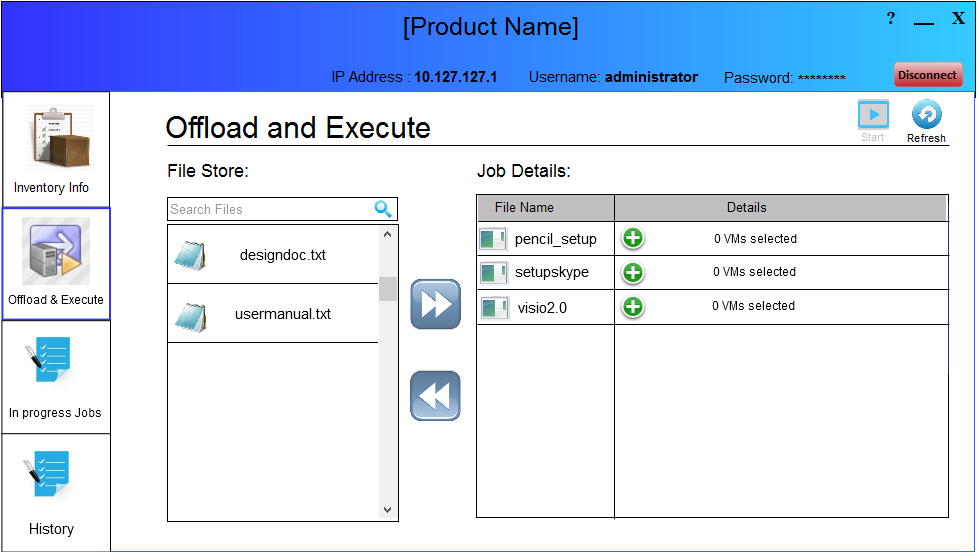 [Product Name]
? __ X
IP Address : 10.127.127.1 Username: administrator Password: ******** Disconnect
Inventory Info
Offload & Execute
In progress Jobs
History
Offload and Execute
Start Refresh
File Store:
Search Files
designdoc.txt
usermanual.txt
Job Details:
File Name Details
pencil_setup 0 VMs selected
setupskype 0 VMs selected
visio2.0 0 VMs selected